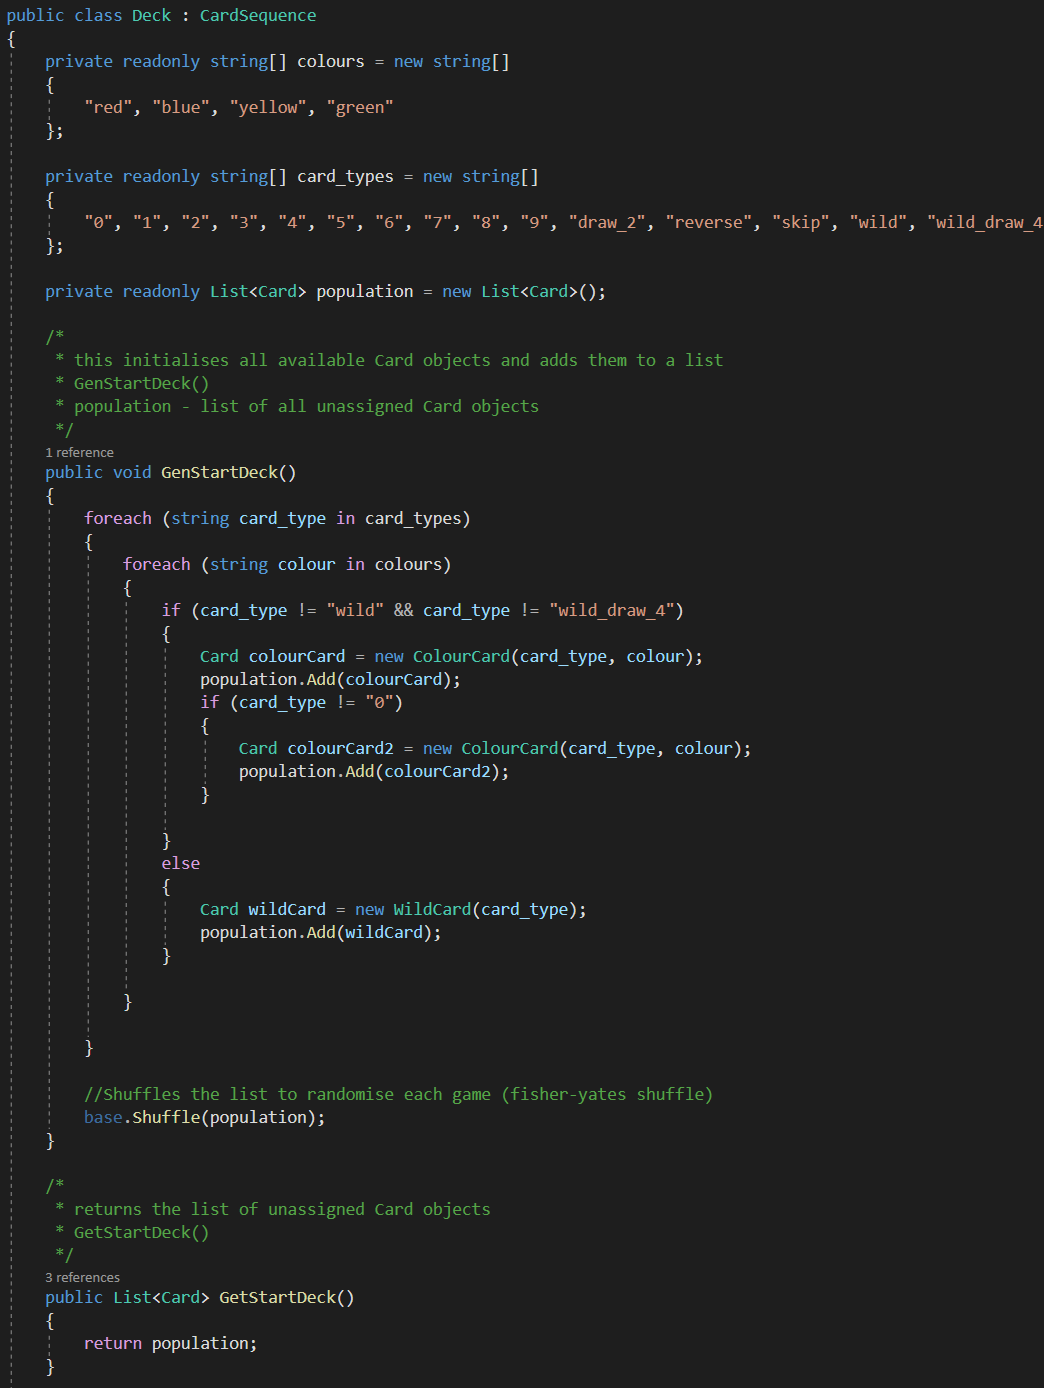 public class Deck : CardSequence
{
private readonly string[] colours = new string[]
{
"red", "blue", "yellow", "green"
};
private readonly string[] card_types = new string[]
{
"0", "1", "2", "3", "4", "5", "6", "7", "8", "9", "draw_2", "reverse", "skip", "wild", "wild_draw_4
};
private readonly List<Card> population = new List<Card>();
/*
* this initialises all available Card objects and adds them to a list
* GenStartDeck()
* population - list of all unassigned Card objects
*/
1 reference
public void GenStartDeck()
{
foreach (string card_type in card_types)
{
foreach (string colour in colours)
{
if (card_type != "wild" && card_type != "wild_draw_4")
{
Card colourCard = new ColourCard(card_type, colour);
population.Add(colourCard);
if (card_type != "0")
{
Card colourCard2 = new ColourCard(card_type, colour);
population.Add(colourCard2);
}
}
else
{
Card wildCard = new WildCard(card_type);
population.Add(wildCard);
}
}
}
//Shuffles the list to randomise each game (fisher-yates shuffle)
base.Shuffle(population);
}
/*
* returns the list of unassigned Card objects
* GetStartDeck()
*/
3 references
public List<Card> GetStartDeck()
{
return population;
}